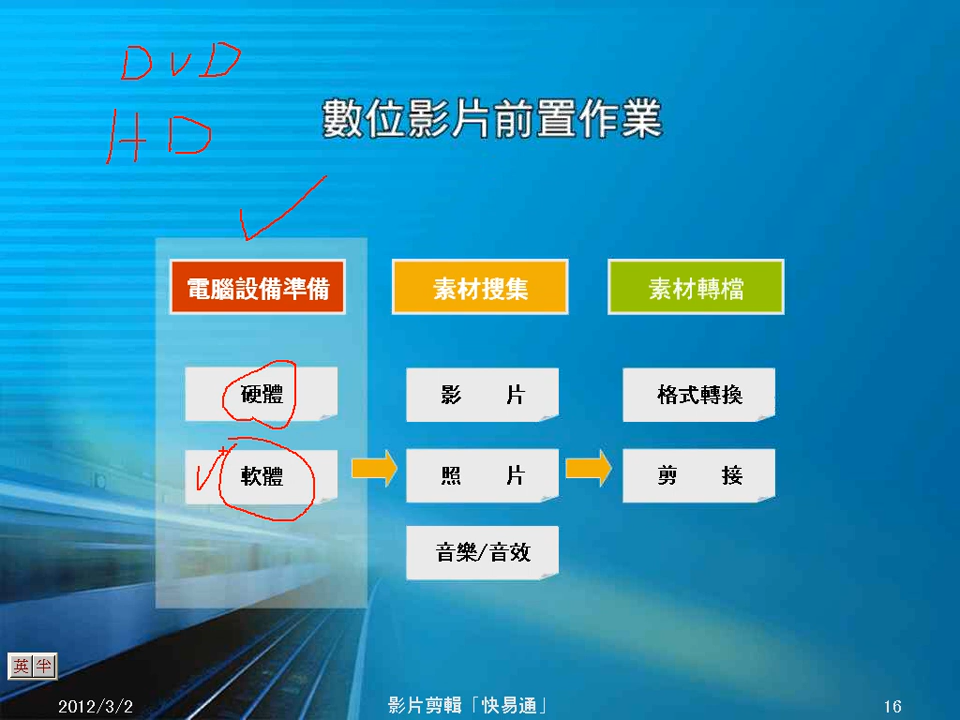 DVD
HD
數位影片前置作業
電腦設備準備
素材搜集
素材轉檔
硬體
影 片
格式轉換
軟體
照 片
剪 接
音樂/音效
英 半
2012/3/2
影片剪輯「快易通」
16